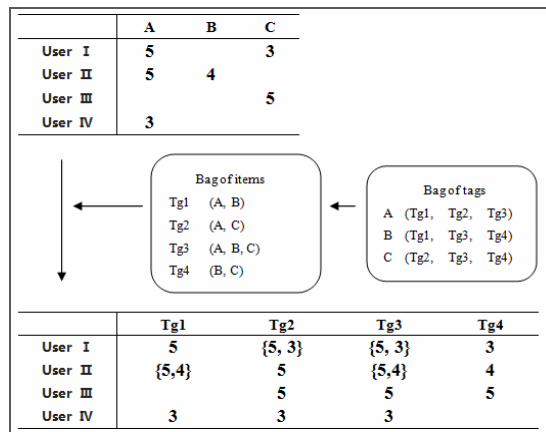 A B C
User I 5 3
User II 5 4
User III 5
User IV 3
Bag of items
Tg1 (A, B)
Tg2 (A, C)
Tg3 (A, B, C)
Tg4 (B, C)
Bag of tags
A (Tg1, Tg2, Tg3)
B (Tg1, Tg3, Tg4)
C (Tg2, Tg3, Tg4)
Tg1 Tg2 Tg3 Tg4
User I 5 {5, 3} {5, 3} 3
User II {5,4} 5 {5,4} 4
User III 5 5 5
User IV 3 3 3